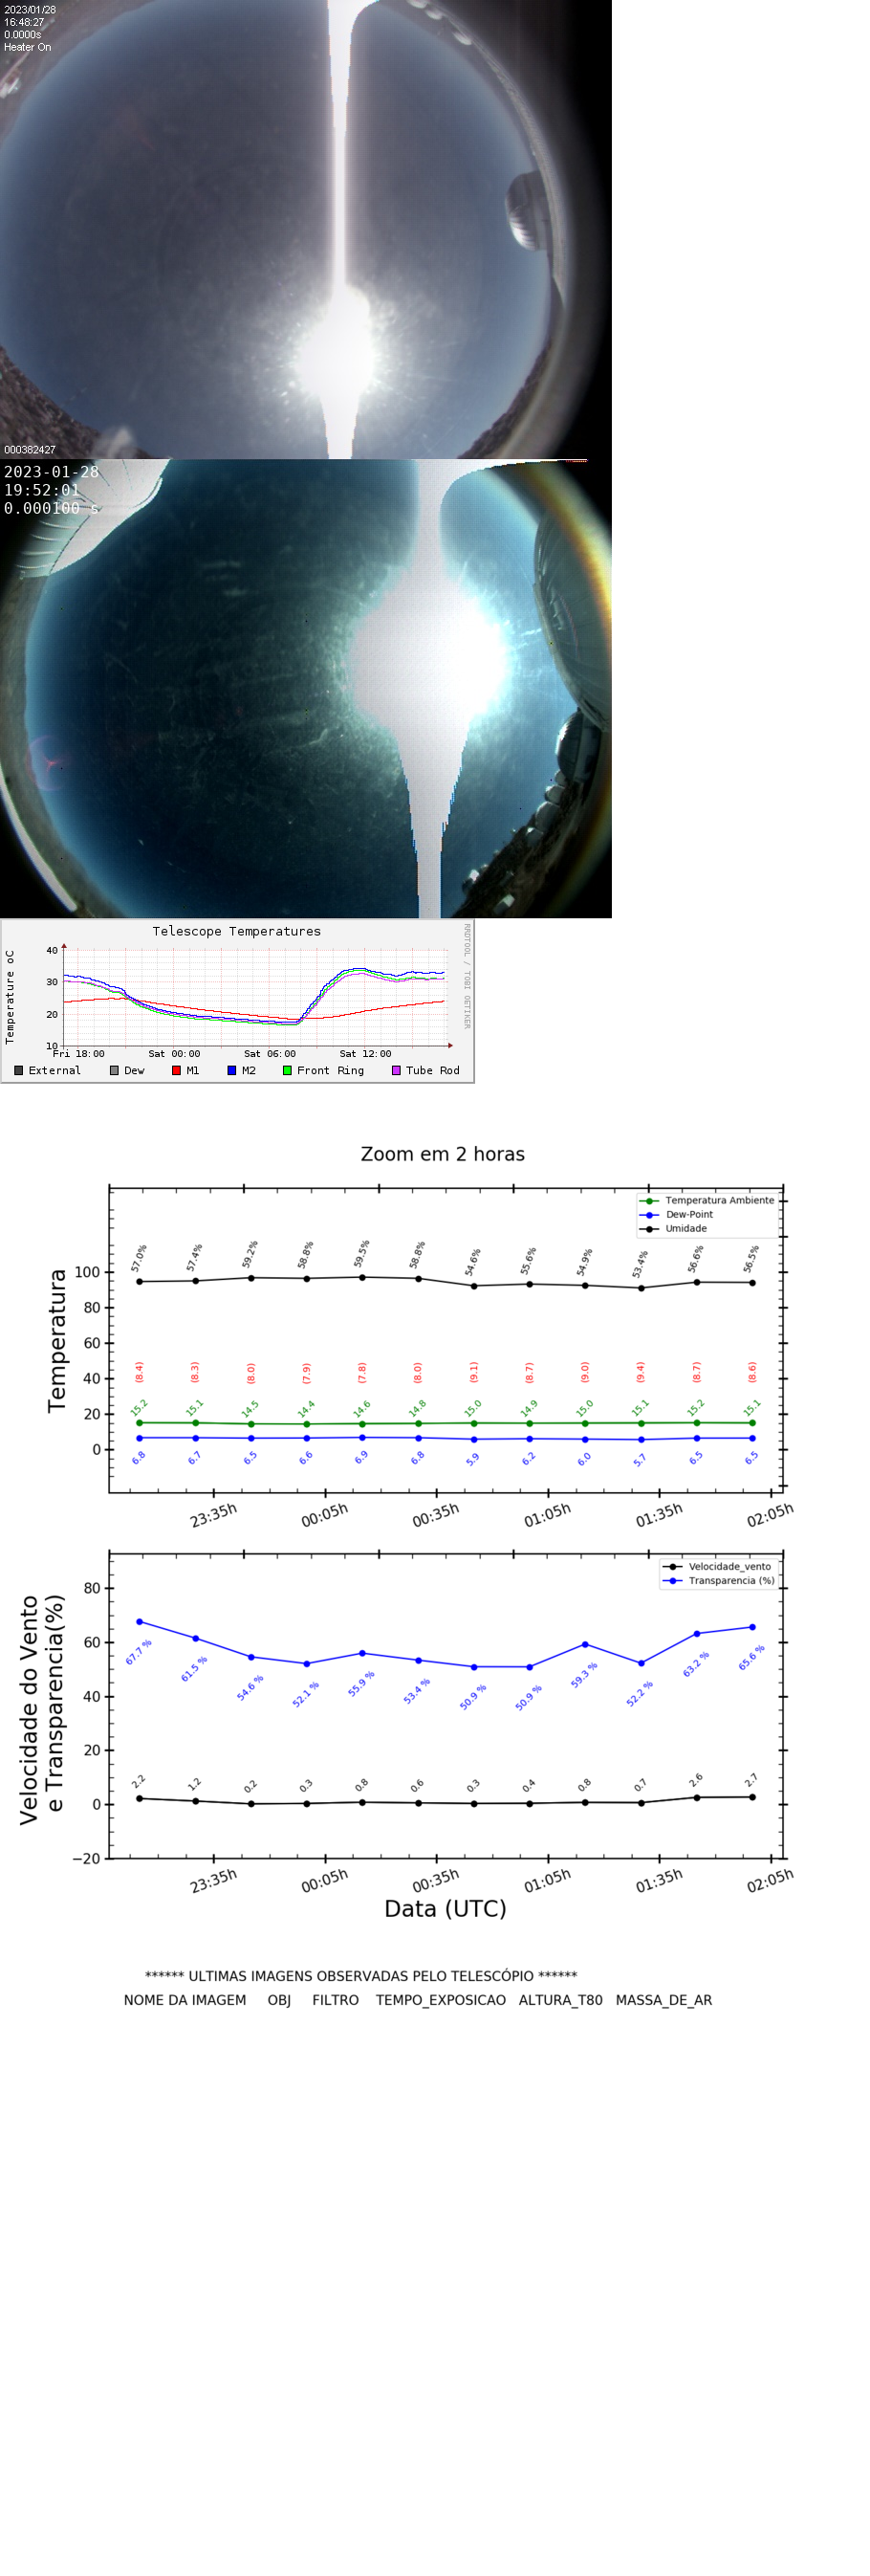 2023/01/28
16:48:27
0.0000s
Heater On
000382427
2023-01-28
19:52:01
0.000100 s
Telescope Temperatures
RRDTOOL / TOBI OETIKER
Temperature oC
40
30
20
10
Fri 18:00 Sat 00:00 Sat 06:00 Sat 12:00
External Dew M1 M2 Front Ring Tube Rod
Zoom em 2 horas
Temperatura Ambiente
Dew-Point
Umidade
Temperatura
100
80
60
40
20
0
57.0% 57.4% 59.2% 58.8% 59.5% 58.8% 54.6% 55.6% 54.9% 53.4% 56.6% 56.5%
(8.4) (8.3) (8.0) (7.9) (7.8) (8.0) (9.1) (8.7) (9.0) (9.4) (8.7) (8.6)
15.2 15.1 14.5 14.4 14.6 14.8 15.0 14.9 15.0 15.1 15.2 15.1
6.8 6.7 6.5 6.6 6.9 6.8 5.9 6.2 6.0 5.7 6.5 6.5
23:35h 00:05h 00:35h 01:05h 01:35h 02:05h
Velocidade_vento
Transparencia (%)
Velocidade do Vento
e Transparencia(%)
80
60
40
20
0
−20
67.7 % 61.5 % 54.6 % 52.1 % 55.9 % 53.4 % 50.9 % 50.9 % 59.3 % 52.2 % 63.2 % 65.6 %
2.2 1.2 0.2 0.3 0.8 0.6 0.3 0.4 0.8 0.7 2.6 2.7
23:35h 00:05h 00:35h 01:05h 01:35h 02:05h
Data (UTC)
****** ULTIMAS IMAGENS OBSERVADAS PELO TELESCÓPIO ******
NOME DA IMAGEM OBJ FILTRO TEMPO_EXPOSICAO ALTURA_T80 MASSA_DE_AR